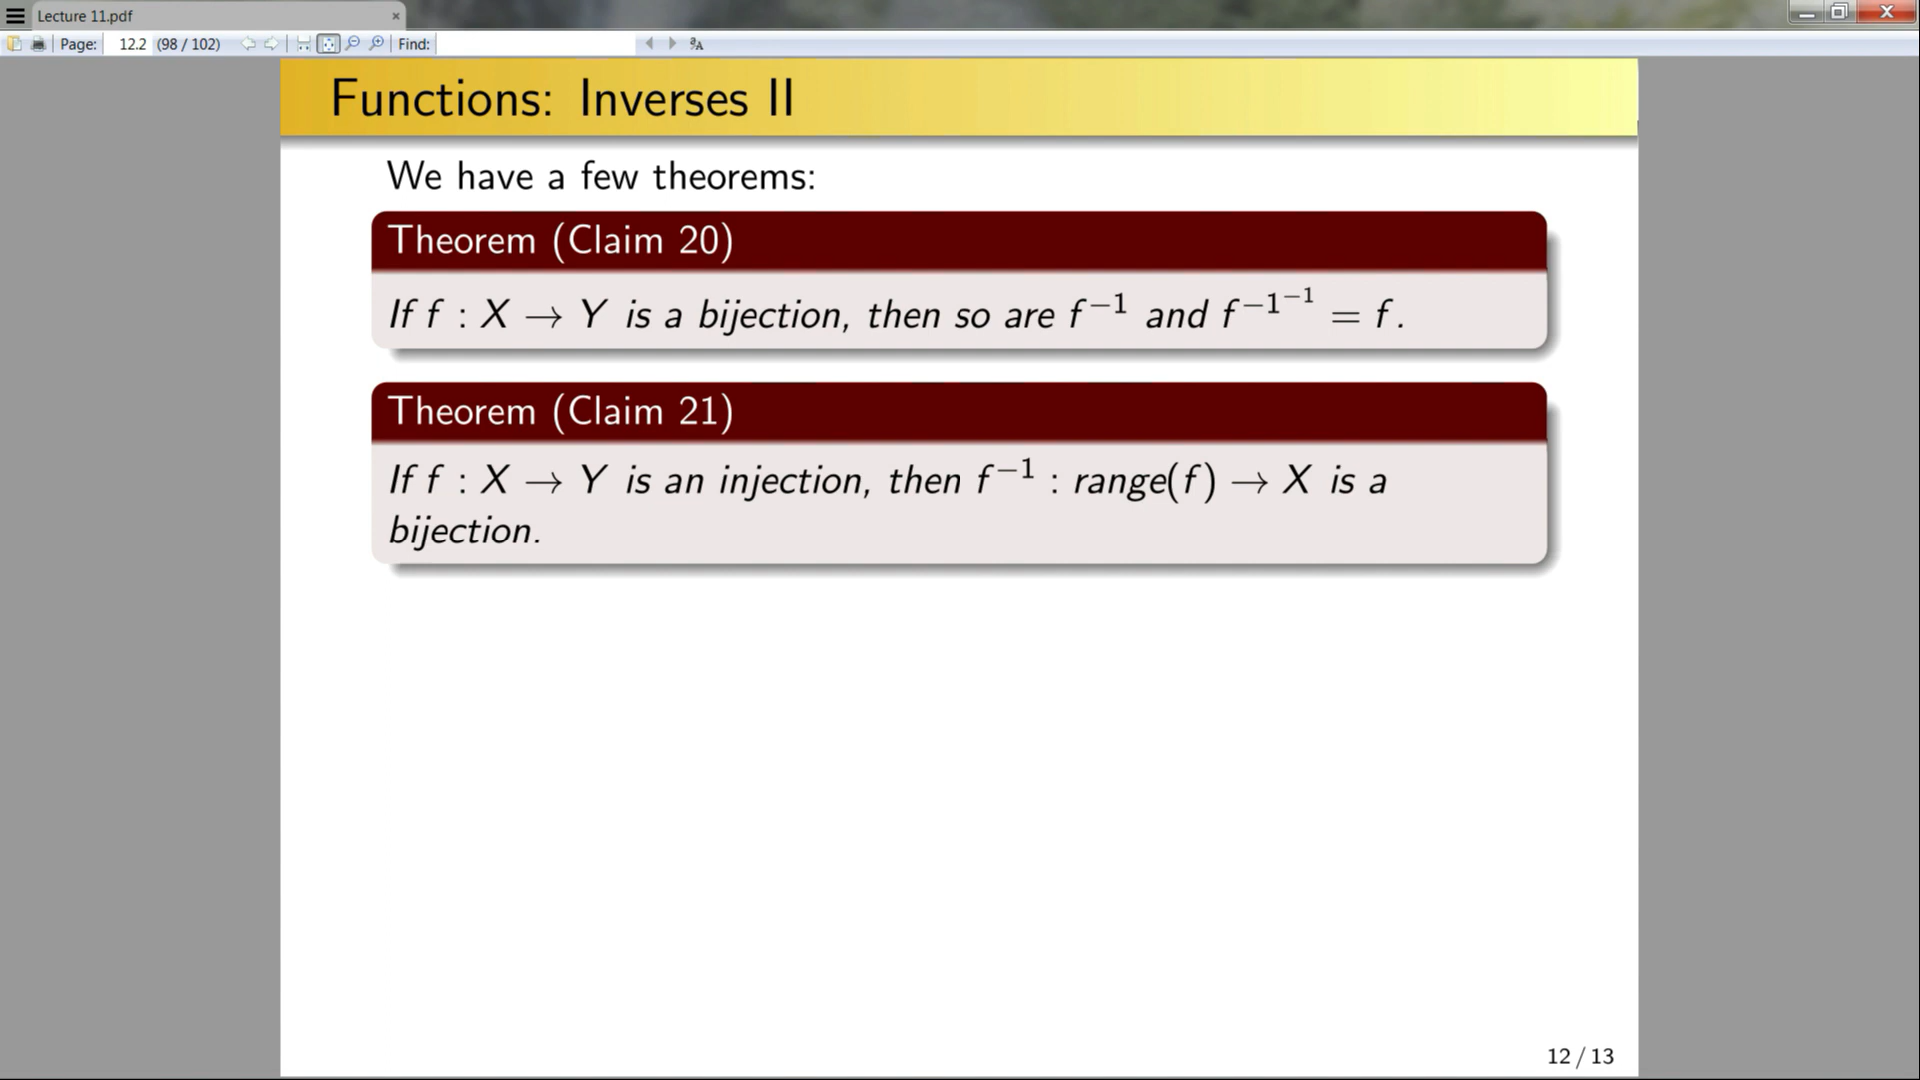 Lecture 11.pdf
Page: 12.2 (98 / 102) Find:
Functions: Inverses II
We have a few theorems:
Theorem (Claim 20)
If f : X → Y is a bijection, then so are f⁻¹ and f⁻¹⁻¹ = f.
Theorem (Claim 21)
If f : X → Y is an injection, then f⁻¹ : range(f) → X is a
bijection.
12 / 13